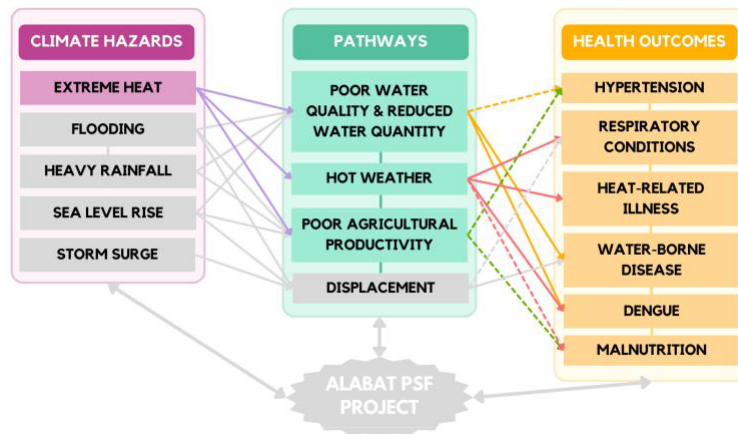 CLIMATE HAZARDS
EXTREME HEAT
FLOODING
HEAVY RAINFALL
SEA LEVEL RISE
STORM SURGE
PATHWAYS
POOR WATER
QUALITY & REDUCED
WATER QUANTITY
HOT WEATHER
POOR AGRICULTURAL
PRODUCTIVITY
DISPLACEMENT
HEALTH OUTCOMES
HYPERTENSION
RESPIRATORY
CONDITIONS
HEAT-RELATED
ILLNESS
WATER-BORNE
DISEASE
DENGUE
MALNUTRITION
ALABAT PSF
PROJECT